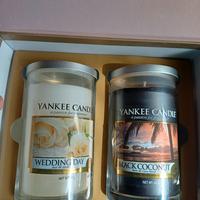 YANKEE CANDLE
WEDDING DAY
YANKEE CANDLE
BLACK COCONUT